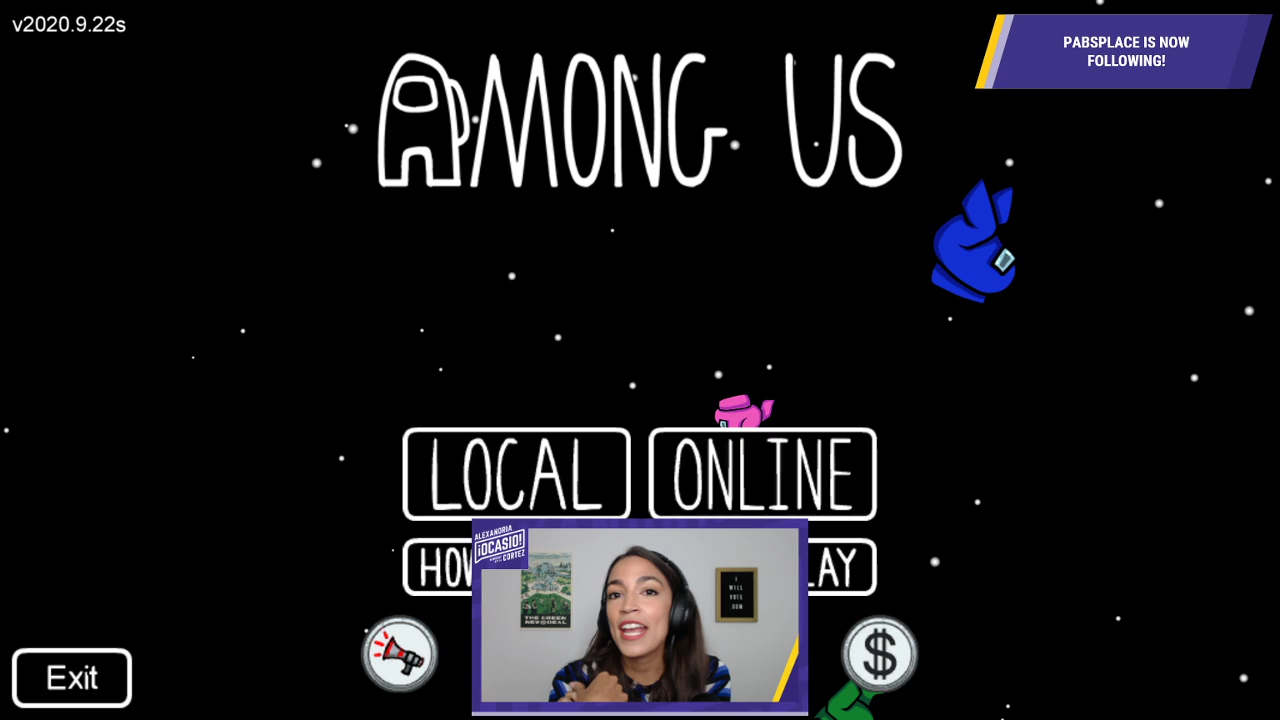 v2020.9.22s
AMONG US
PABSPLACE IS NOW
FOLLOWING!
LOCAL
ONLINE
HOW
LAY
ALEXANDRIA
¡OCASIO!
CORTEZ
THE GREEN
NEW DEAL
I
WILL
VOTE
.COM
$
Exit